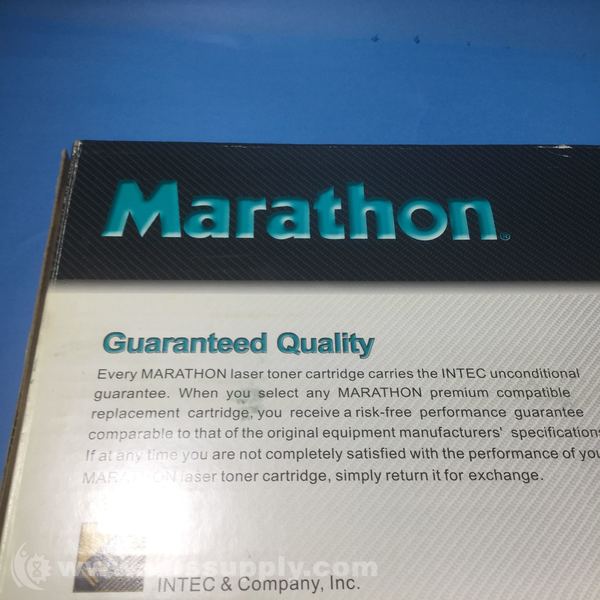 Marathon®
Guaranteed Quality
Every MARATHON laser toner cartridge carries the INTEC unconditional
guarantee. When you select any MARATHON premium compatible
replacement cartridge, you receive a risk-free performance guarantee
comparable to that of the original equipment manufacturers' specifications
If at any time you are not completely satisfied with the performance of you
MARATHON laser toner cartridge, simply return it for exchange.
INTEC & Company, Inc.